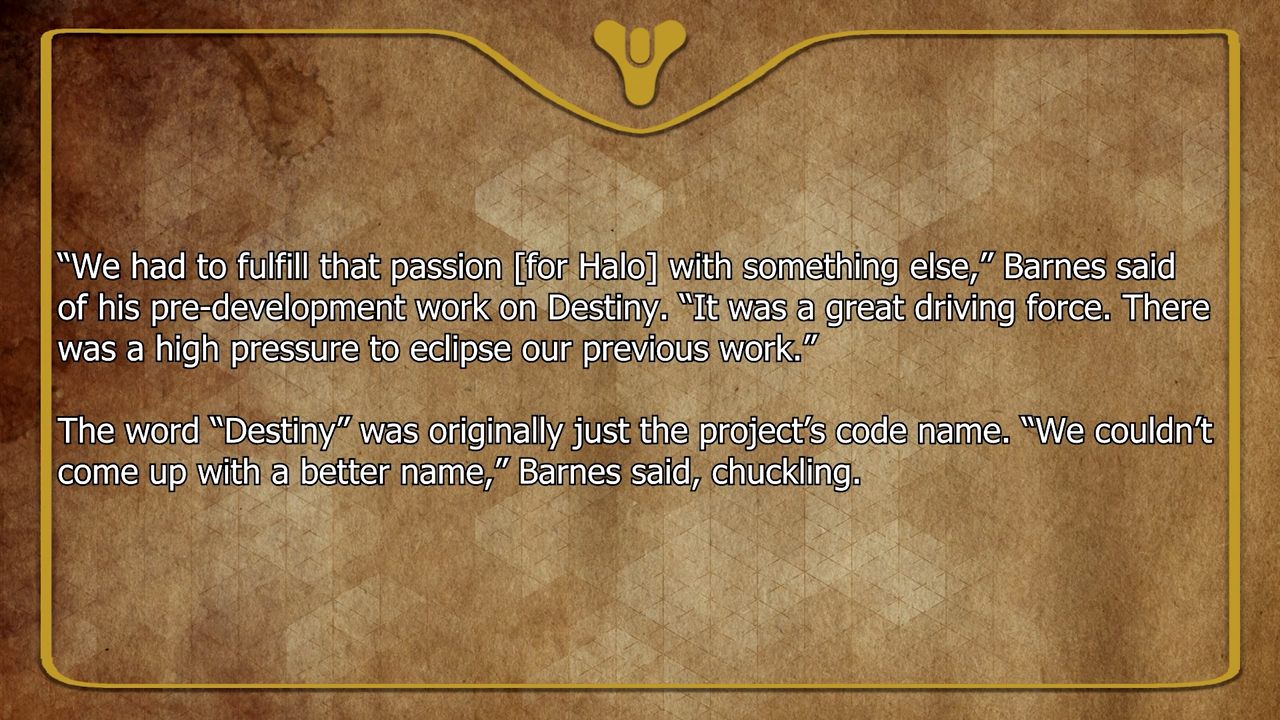 “We had to fulfill that passion [for Halo] with something else,” Barnes said
of his pre-development work on Destiny. “It was a great driving force. There
was a high pressure to eclipse our previous work.”
The word “Destiny” was originally just the project’s code name. “We couldn’t
come up with a better name,” Barnes said, chuckling.